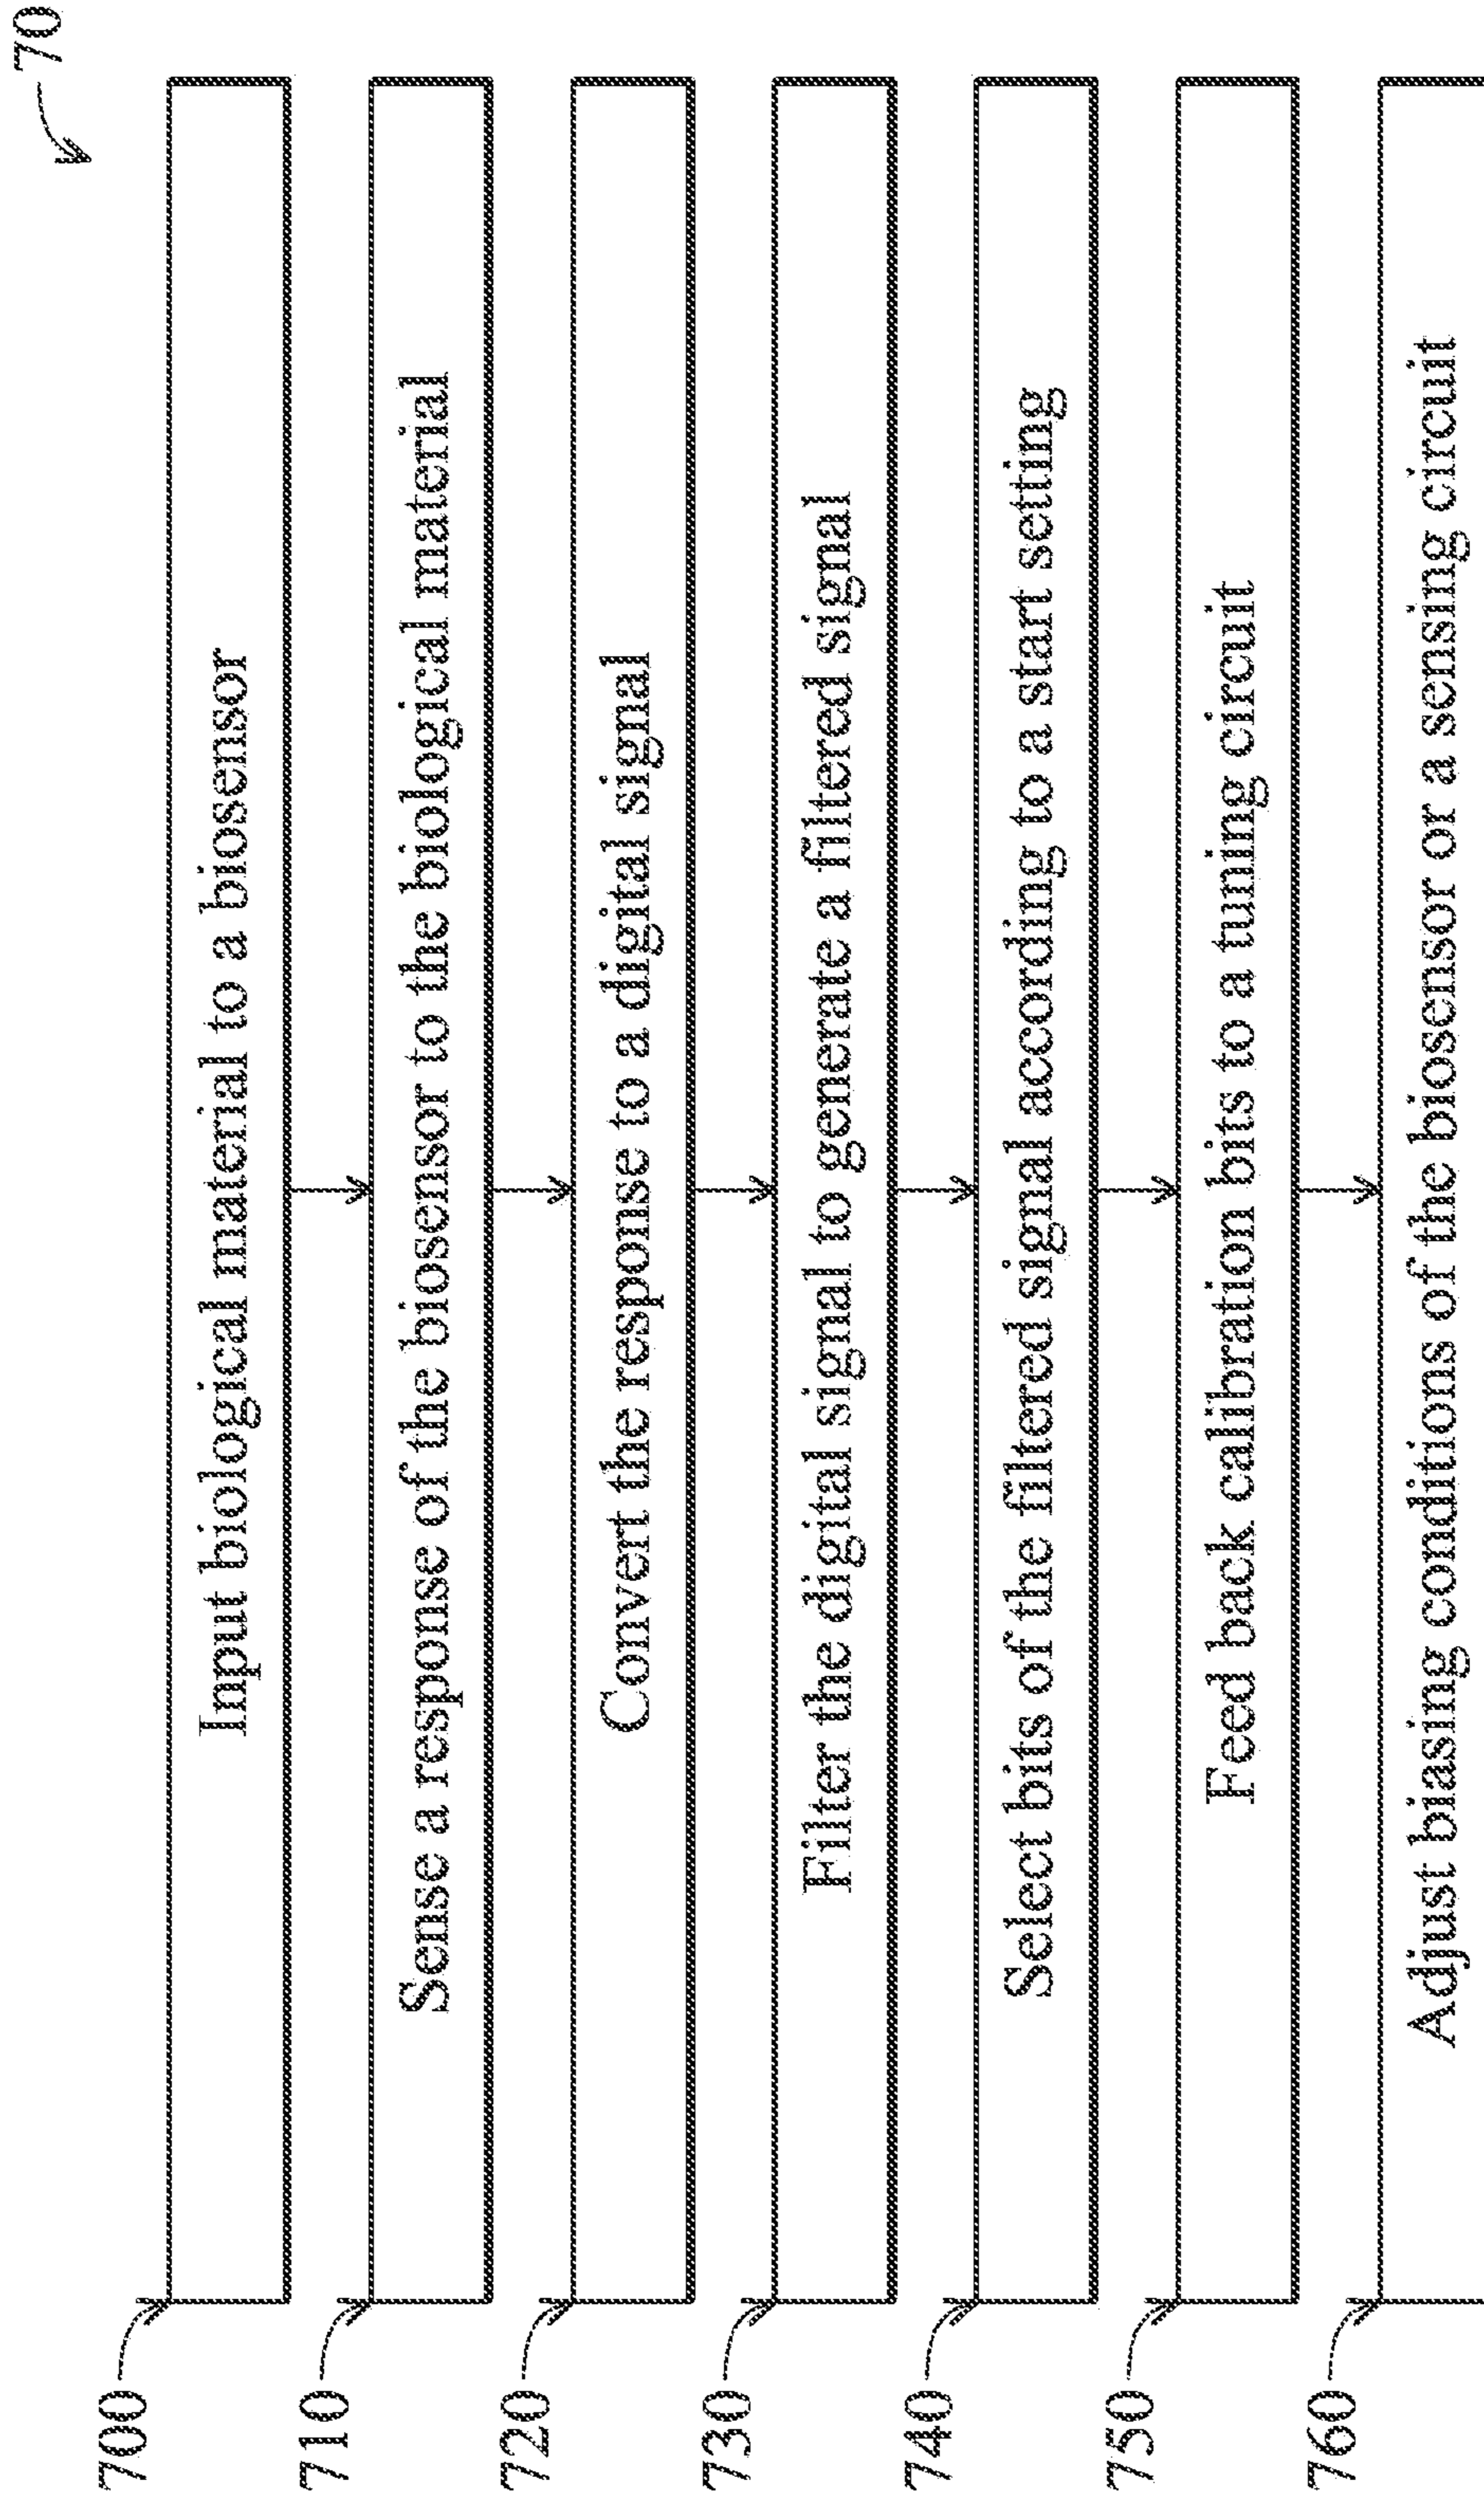 70
700
Input biological material to a biosensor
710
Sense a response of the biosensor to the biological material
720
Convert the response to a digital signal
730
Filter the digital signal to generate a filtered signal
740
Select bits of the filtered signal according to a start setting
750
Feed back calibration bits to a tuning circuit
760
Adjust biasing conditions of the biosensor or a sensing circuit